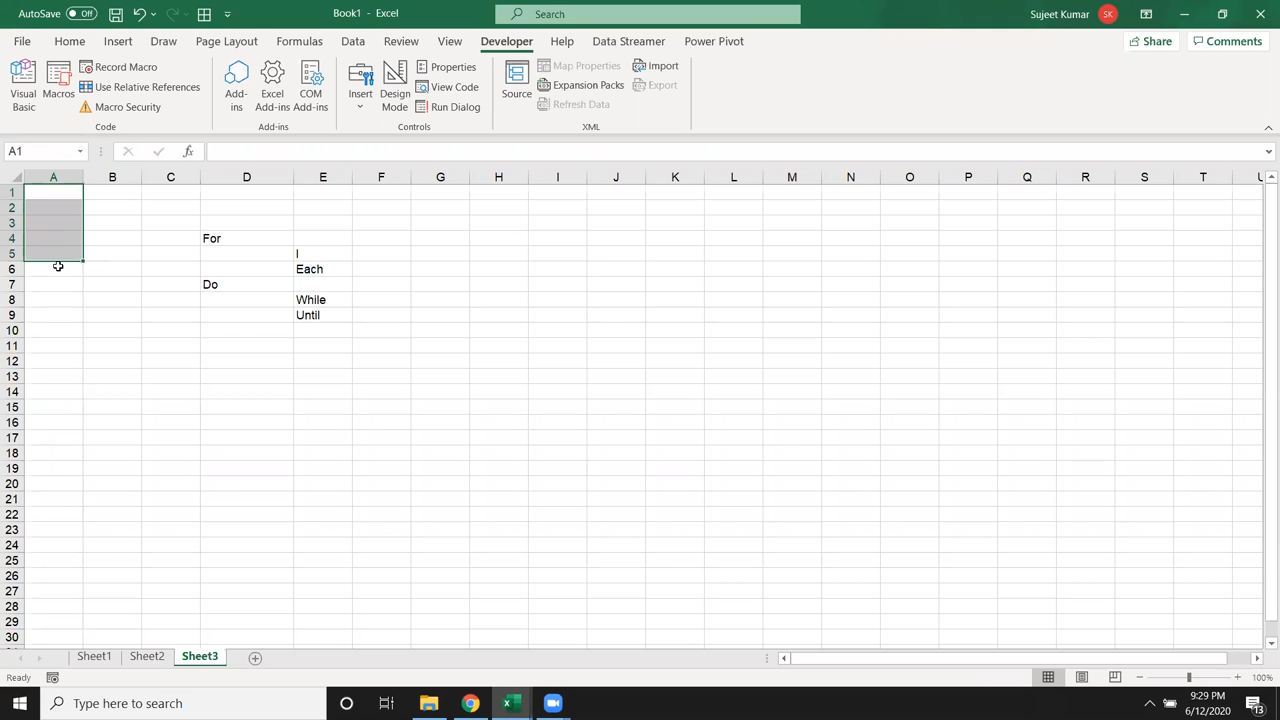 AutoSave Off Book1 - Excel Search Sujeet Kumar SK
File Home Insert Draw Page Layout Formulas Data Review View Developer Help Data Streamer Power Pivot Share Comments
Visual Basic
Macros
Record Macro
Use Relative References
Macro Security
Code
Add-ins
Excel Add-ins
COM Add-ins
Add-ins
Insert
Design Mode
Properties
View Code
Run Dialog
Controls
Source
Map Properties
Expansion Packs
Refresh Data
Import
Export
XML
A1 fx
A B C D E F G H I J K L M N O P Q R S T U
1
2
3
4 For
5 I
6 Each
7 Do
8 While
9 Until
10
11
12
13
14
15
16
17
18
19
20
21
22
23
24
25
26
27
28
29
30
Sheet1 Sheet2 Sheet3
Ready 100%
Type here to search
9:29 PM
6/12/2020
13